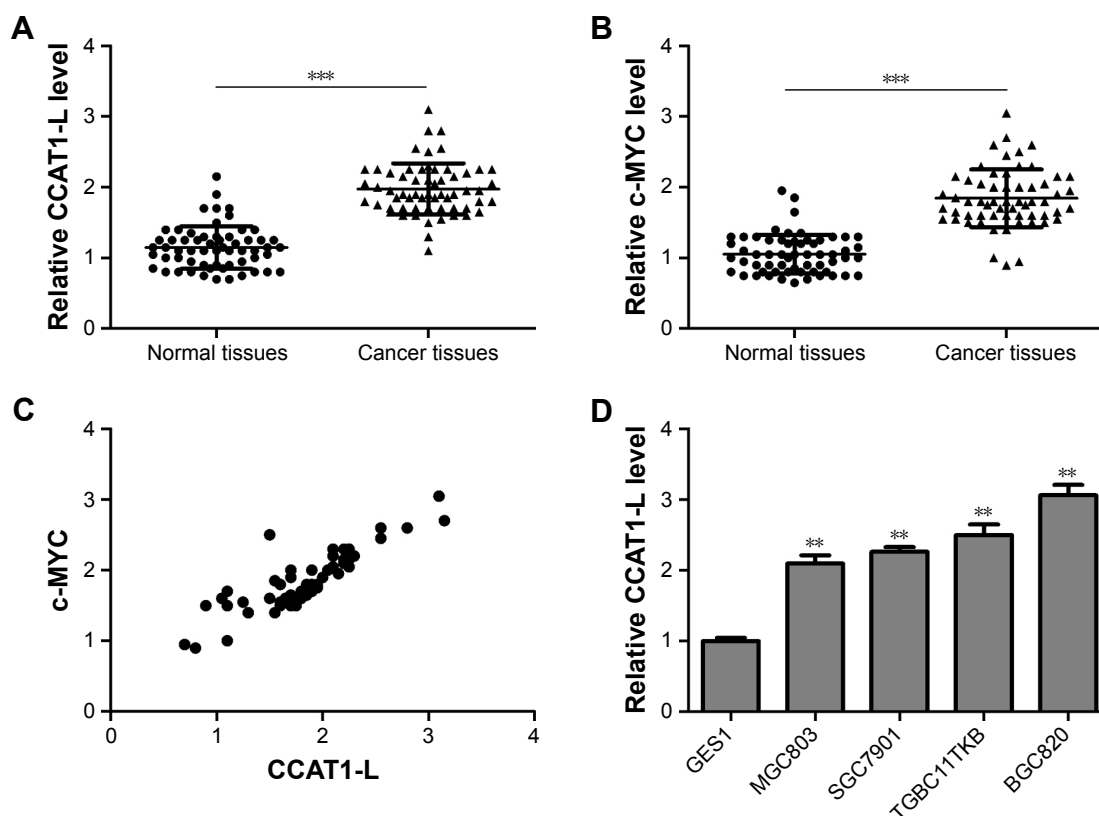 A
Relative CCAT1-L level
4
3
2
1
0
***
Normal tissues
Cancer tissues
B
Relative c-MYC level
4
3
2
1
0
***
Normal tissues
Cancer tissues
C
c-MYC
4
3
2
1
0
0
1
2
3
4
CCAT1-L
D
Relative CCAT1-L level
4
3
2
1
0
**
**
**
**
GES1
MGC803
SGC7901
TGBC11TKB
BGC820